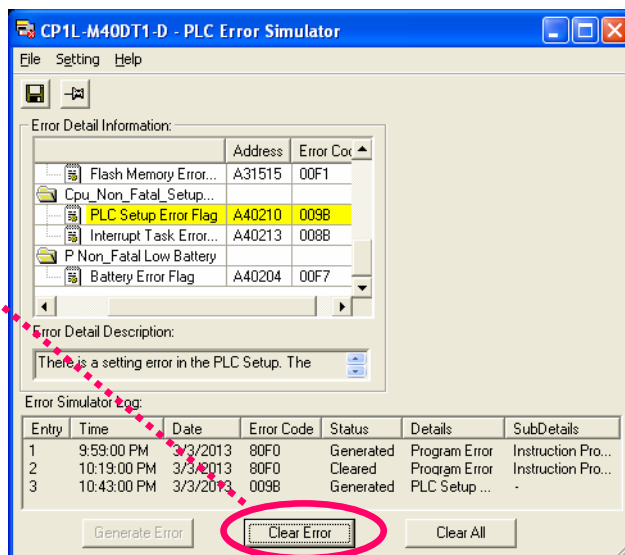 CP1L-M40DT1-D - PLC Error Simulator
File Setting Help
Error Detail Information:
Address Error Coc
Flash Memory Error... A31515 00F1
Cpu_Non_Fatal_Setup...
PLC Setup Error Flag A40210 009B
Interrupt Task Error... A40213 008B
P Non_Fatal Low Battery
Battery Error Flag A40204 00F7
Error Detail Description:
There is a setting error in the PLC Setup. The
Error Simulator Log:
Entry Time Date Error Code Status Details SubDetails
1 9:59:00 PM 3/3/2013 80F0 Generated Program Error Instruction Pro...
2 10:19:00 PM 3/3/2013 80F0 Cleared Program Error Instruction Pro...
3 10:43:00 PM 3/3/2013 009B Generated PLC Setup ... -
Generate Error Clear Error Clear All